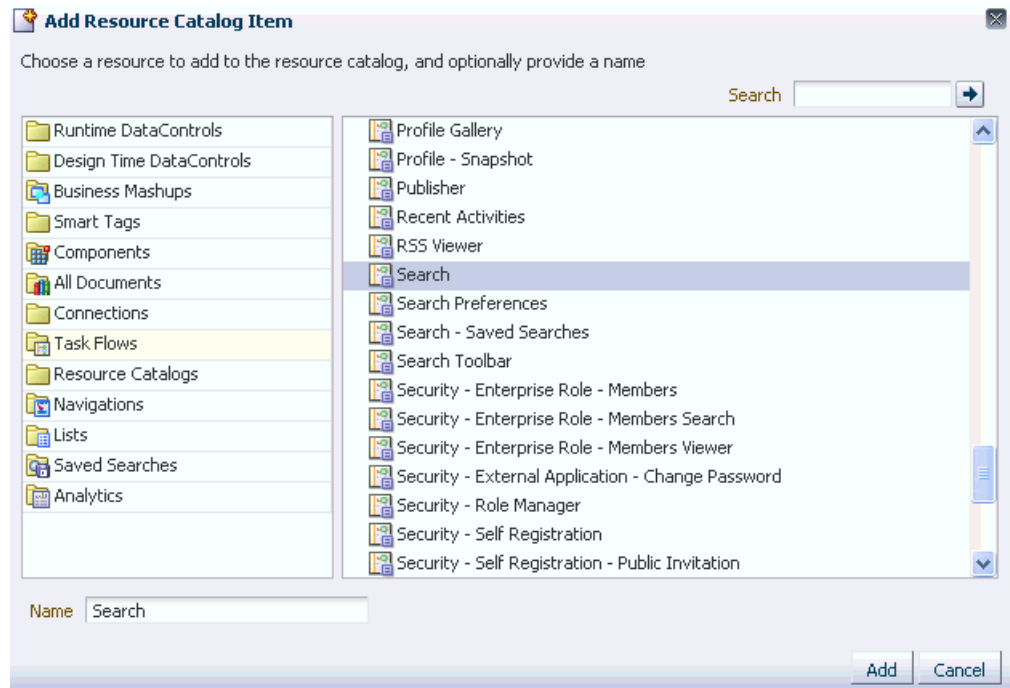 Add Resource Catalog Item
Choose a resource to add to the resource catalog, and optionally provide a name
Search
Runtime DataControls
Design Time DataControls
Business Mashups
Smart Tags
Components
All Documents
Connections
Task Flows
Resource Catalogs
Navigations
Lists
Saved Searches
Analytics
Profile Gallery
Profile - Snapshot
Publisher
Recent Activities
RSS Viewer
Search
Search Preferences
Search - Saved Searches
Search Toolbar
Security - Enterprise Role - Members
Security - Enterprise Role - Members Search
Security - Enterprise Role - Members Viewer
Security - External Application - Change Password
Security - Role Manager
Security - Self Registration
Security - Self Registration - Public Invitation
Name Search
Add Cancel